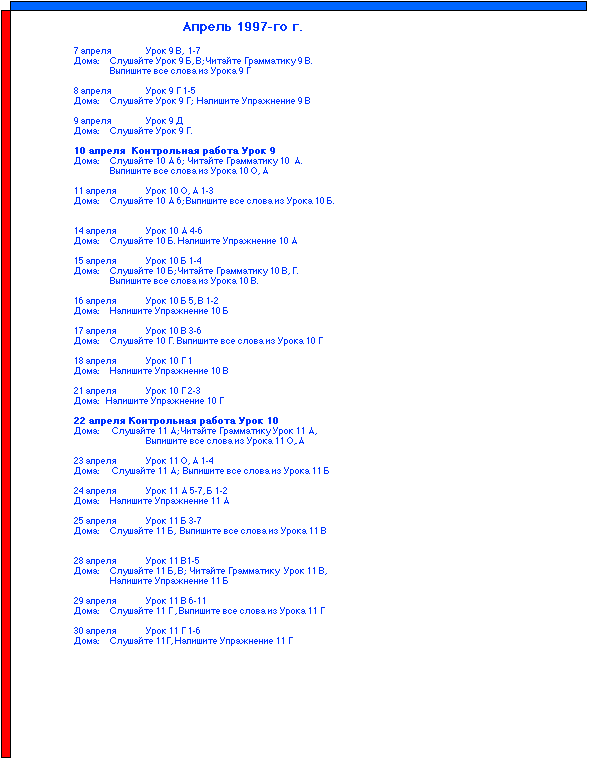 Апрель 1997-го г.
7 апреля Урок 9 В, 1-7
Дома: Слушайте Урок 9 Б, В; Читайте Грамматику 9 В.
Выпишите все слова из Урока 9 Г
8 апреля Урок 9 Г 1-5
Дома: Слушайте Урок 9 Г; Напишите Упражнение 9 В
9 апреля Урок 9 Д
Дома: Слушайте Урок 9 Г.
10 апреля Контрольная работа Урок 9
Дома: Слушайте 10 А 6; Читайте Грамматику 10 А.
Выпишите все слова из Урока 10 О, А
11 апреля Урок 10 О, А 1-3
Дома: Слушайте 10 А 6; Выпишите все слова из Урока 10 Б.
14 апреля Урок 10 А 4-6
Дома: Слушайте 10 Б. Напишите Упражнение 10 А
15 апреля Урок 10 Б 1-4
Дома: Слушайте 10 Б; Читайте Грамматику 10 В, Г.
Выпишите все слова из Урока 10 В.
16 апреля Урок 10 Б 5, В 1-2
Дома: Напишите Упражнение 10 Б
17 апреля Урок 10 В 3-6
Дома: Слушайте 10 Г. Выпишите все слова из Урока 10 Г
18 апреля Урок 10 Г 1
Дома: Напишите Упражнение 10 В
21 апреля Урок 10 Г 2-3
Дома: Напишите Упражнение 10 Г
22 апреля Контрольная работа Урок 10
Дома: Слушайте 11 А; Читайте Грамматику Урок 11 А,
Выпишите все слова из Урока 11 О, А
23 апреля Урок 11 О, А 1-4
Дома: Слушайте 11 А; Выпишите все слова из Урока 11 Б
24 апреля Урок 11 А 5-7, Б 1-2
Дома: Напишите Упражнение 11 А
25 апреля Урок 11 Б 3-7
Дома: Слушайте 11 Б, Выпишите все слова из Урока 11 В
28 апреля Урок 11 В 1-5
Дома: Слушайте 11 Б, В; Читайте Грамматику Урок 11 В,
Напишите Упражнение 11 Б
29 апреля Урок 11 В 6-11
Дома: Слушайте 11 Г, Выпишите все слова из Урока 11 Г
30 апреля Урок 11 Г 1-6
Дома: Слушайте 11 Г, Напишите Упражнение 11 Г